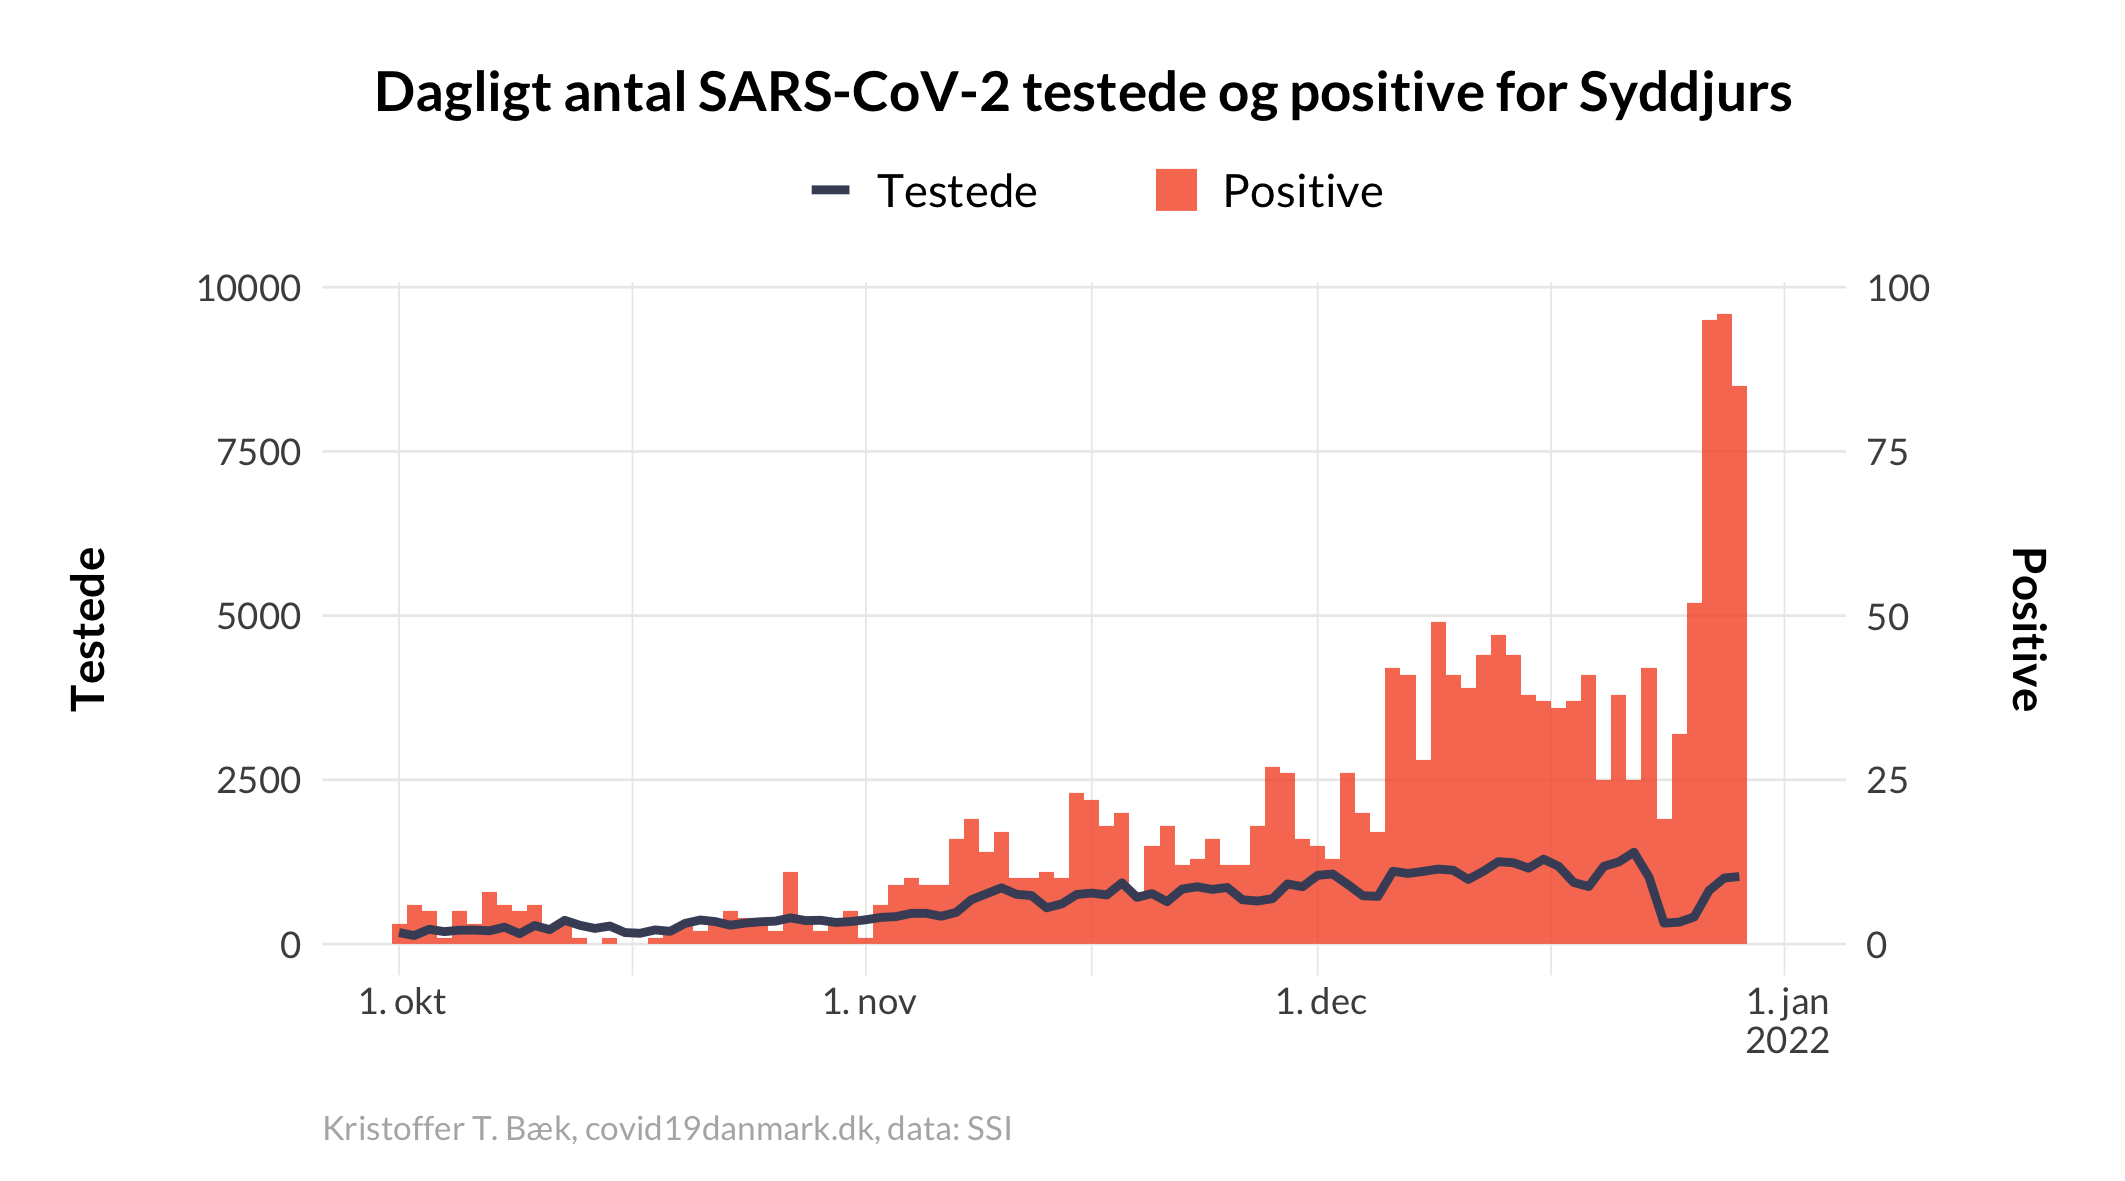 Dagligt antal SARS-CoV-2 testede og positive for Syddjurs
Testede
Positive
10000
7500
5000
2500
0
Testede
100
75
50
25
0
Positive
1. okt
1. nov
1. dec
1. jan
2022
Kristoffer T. Bæk, covid19danmark.dk, data: SSI